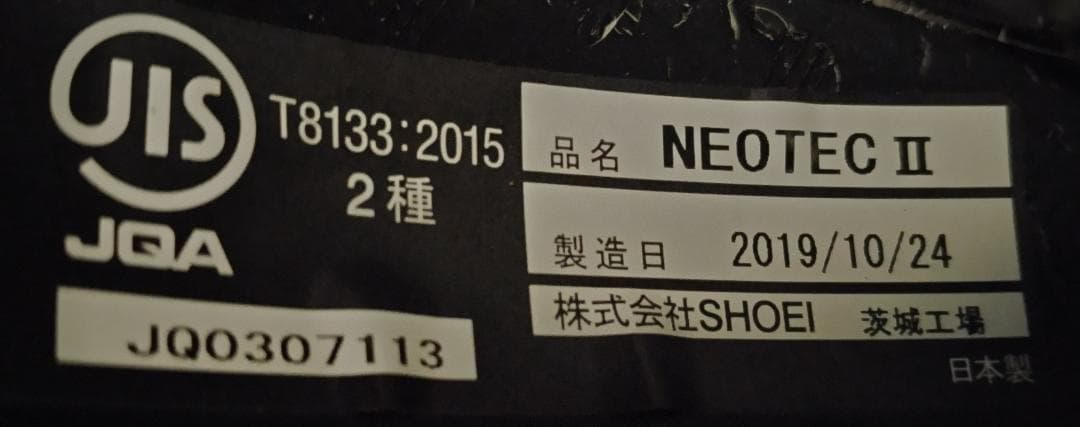 JIS
JQA
T8133:2015
2種
JQ0307113
品名 NEOTEC II
製造日 2019/10/24
株式会社SHOEI 茨城工場
日本製